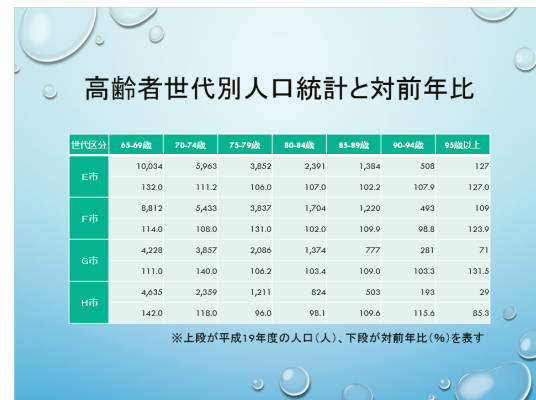 高齢者世代別人口統計と対前年比
世代区分 65-69歳 70-74歳 75-79歳 80-84歳 85-89歳 90-94歳 95歳以上
E市 10,034 5,963 3,852 2,391 1,384 508 127
132.0 111.2 106.0 107.0 102.2 107.9 127.0
F市 8,812 5,433 3,837 1,704 1,220 493 109
114.0 108.0 131.0 102.0 109.9 98.8 123.9
G市 4,228 3,857 2,086 1,374 777 281 71
111.0 140.0 106.2 103.4 109.0 103.3 131.5
H市 4,635 2,359 1,211 824 503 193 29
142.0 118.0 96.0 98.1 109.6 115.6 85.3
※上段が平成19年度の人口(人)、下段が対前年比(%)を表す